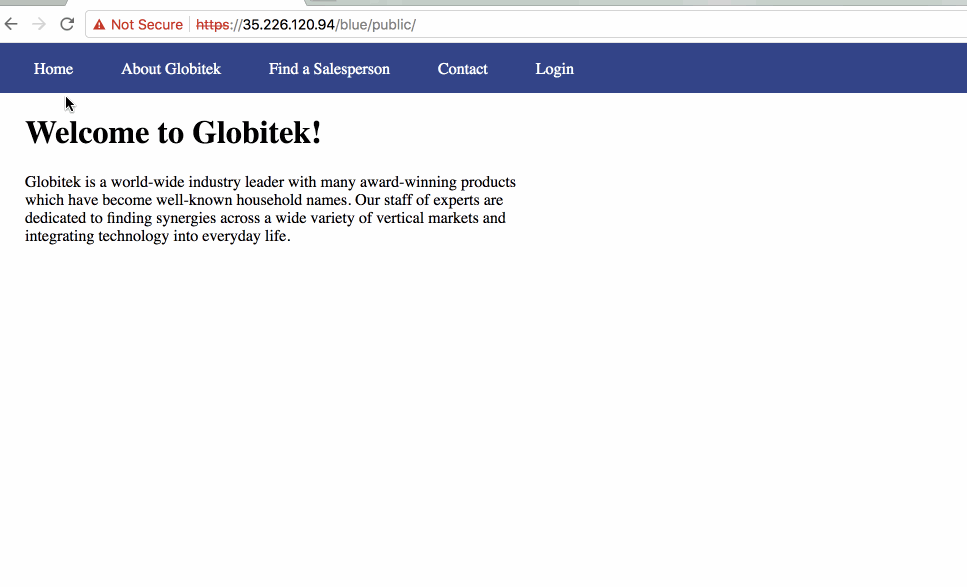 Not Secure https://35.226.120.94/blue/public/
Home About Globitek Find a Salesperson Contact Login
Welcome to Globitek!
Globitek is a world-wide industry leader with many award-winning products
which have become well-known household names. Our staff of experts are
dedicated to finding synergies across a wide variety of vertical markets and
integrating technology into everyday life.